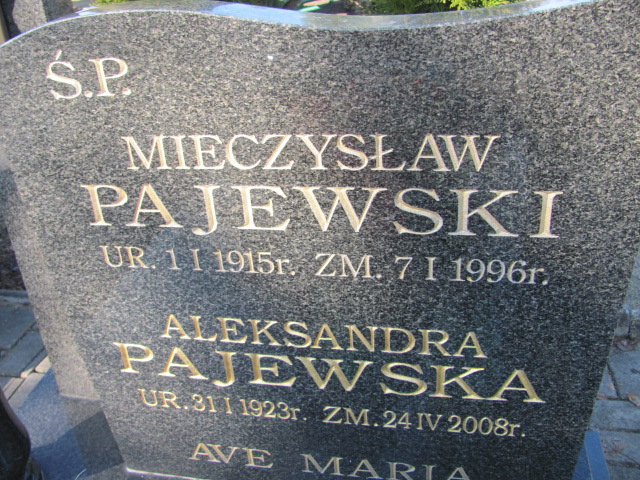 Ś.P.
MIECZYSŁAW
PAJEWSKI
UR. 1 I 1915r. ZM. 7 I 1996r.
ALEKSANDRA
PAJEWSKA
UR. 31 I 1923r. ZM. 24 IV 2008r.
AVE MARIA